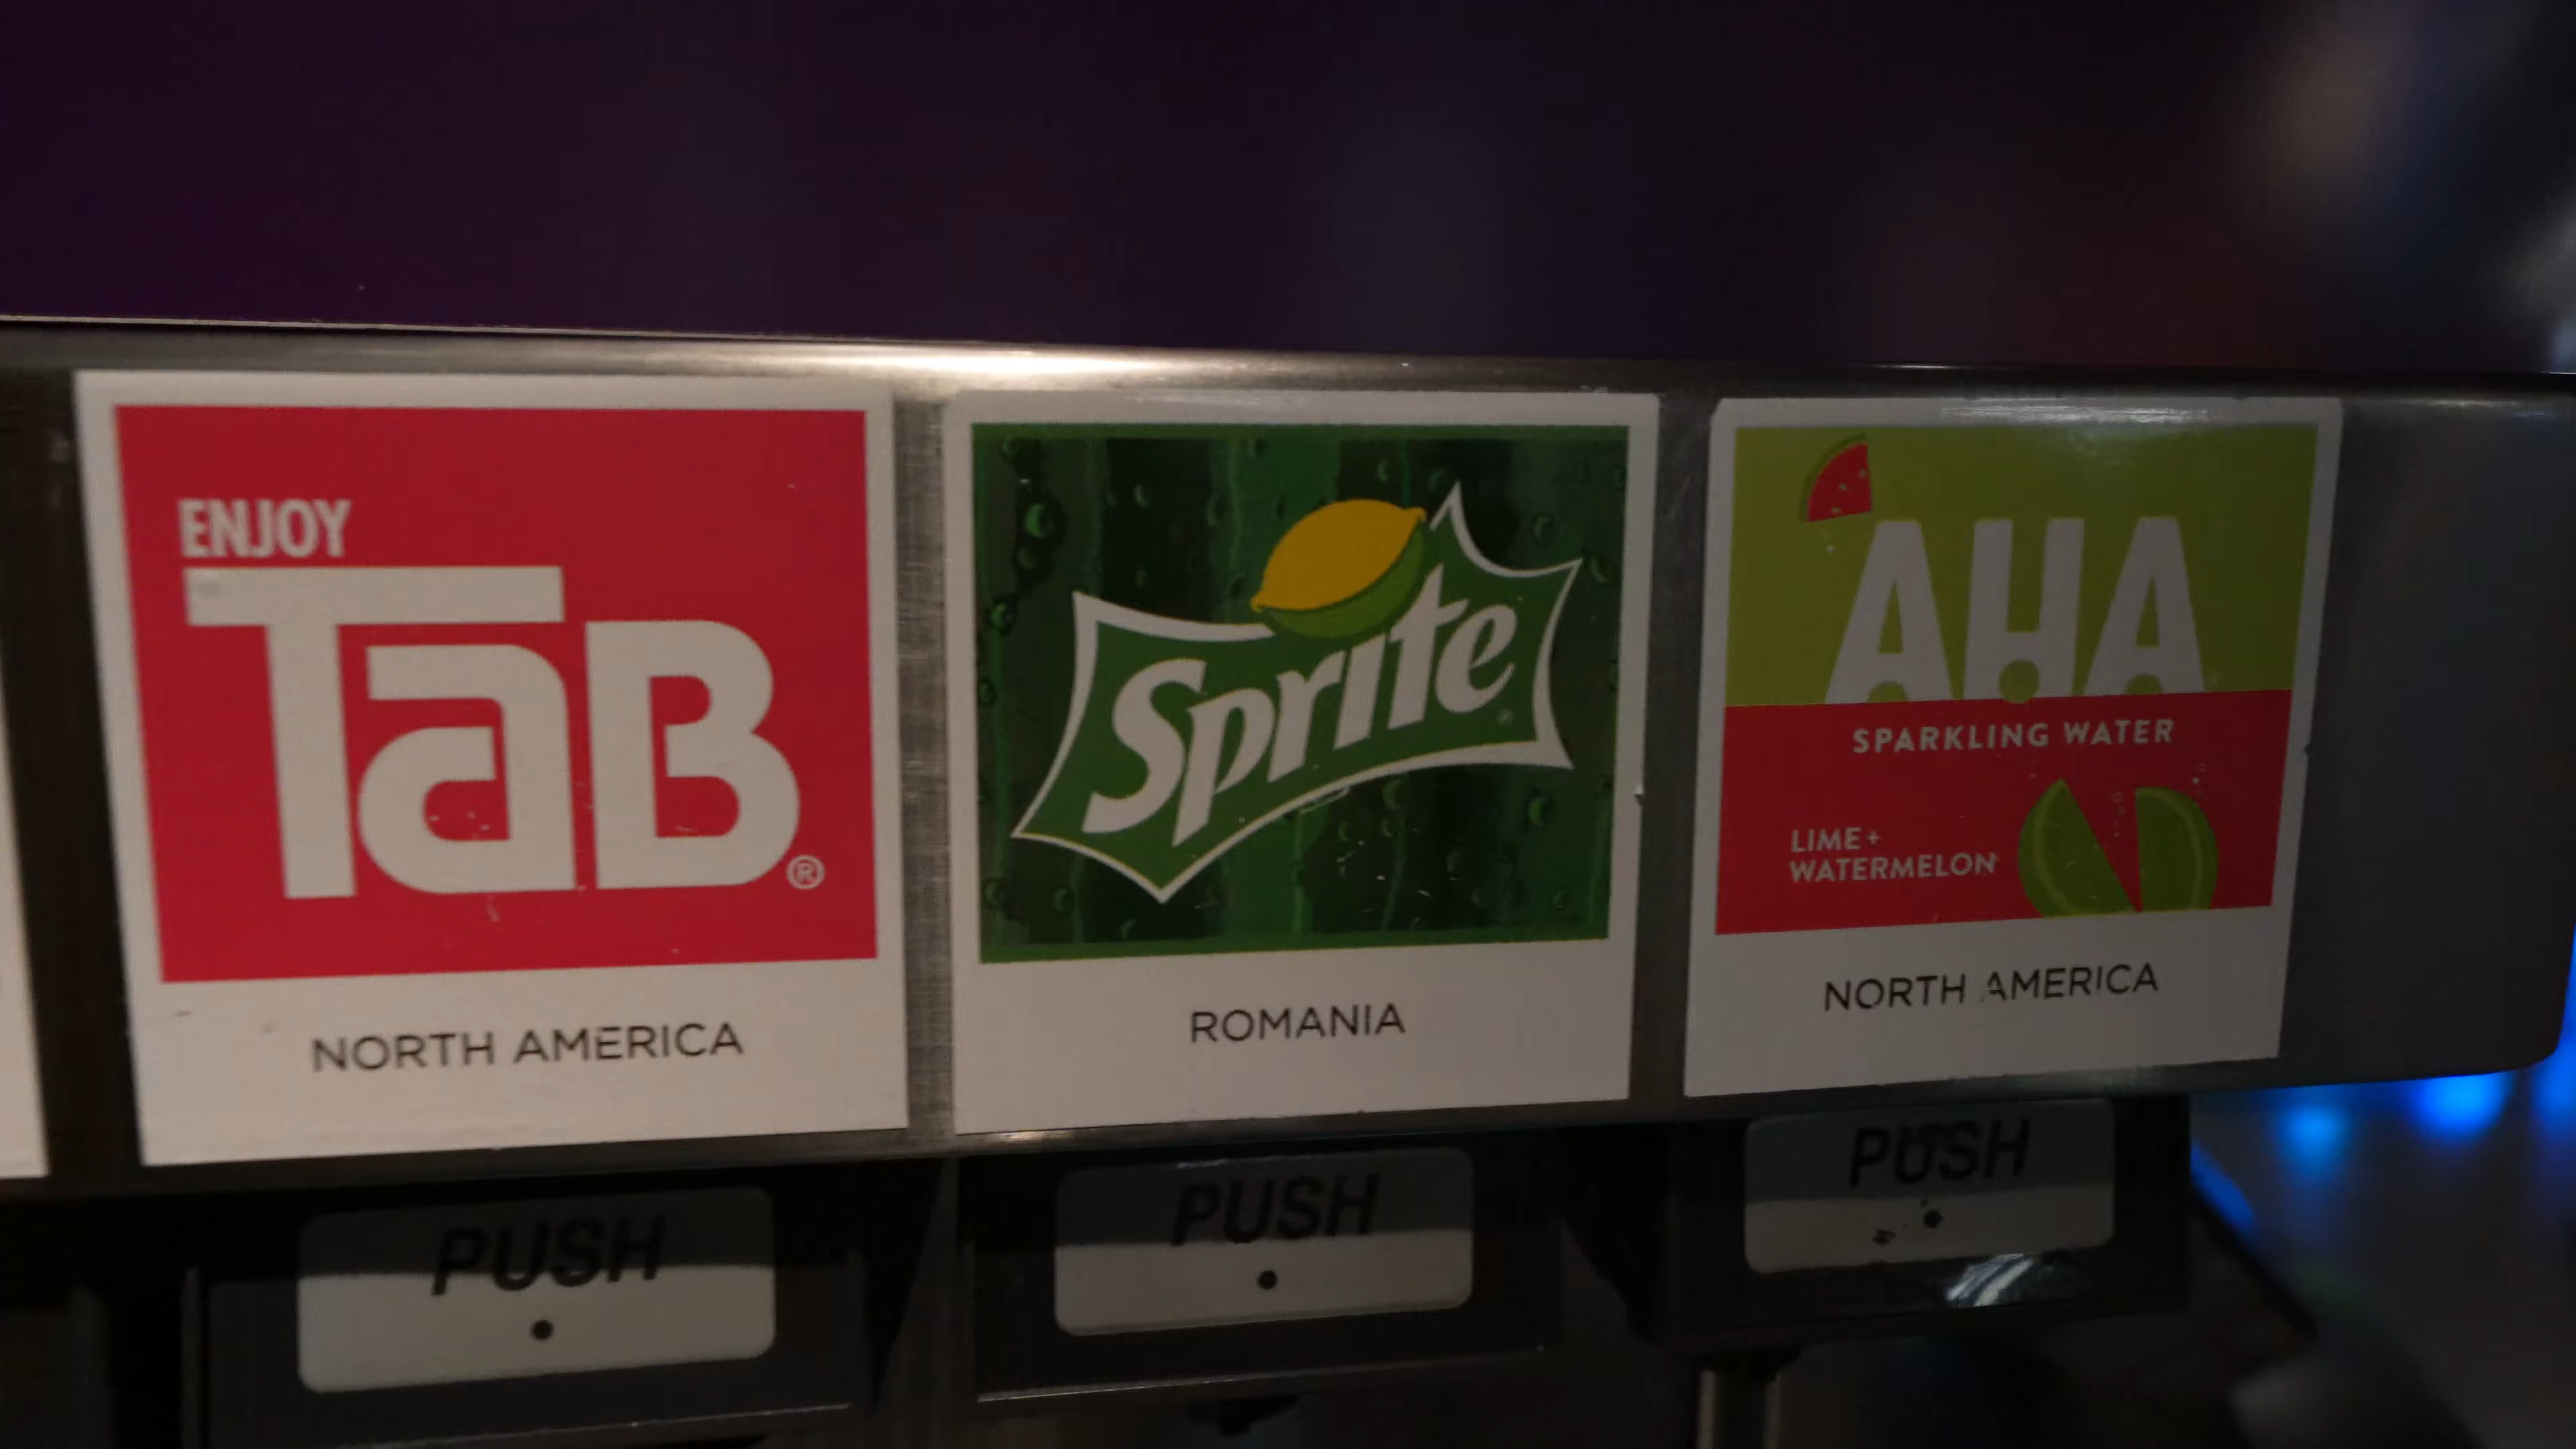 ENJOY
TaB®
NORTH AMERICA
Sprite
ROMANIA
AHA
SPARKLING WATER
LIME+
WATERMELON
NORTH AMERICA
PUSH
PUSH
PUSH